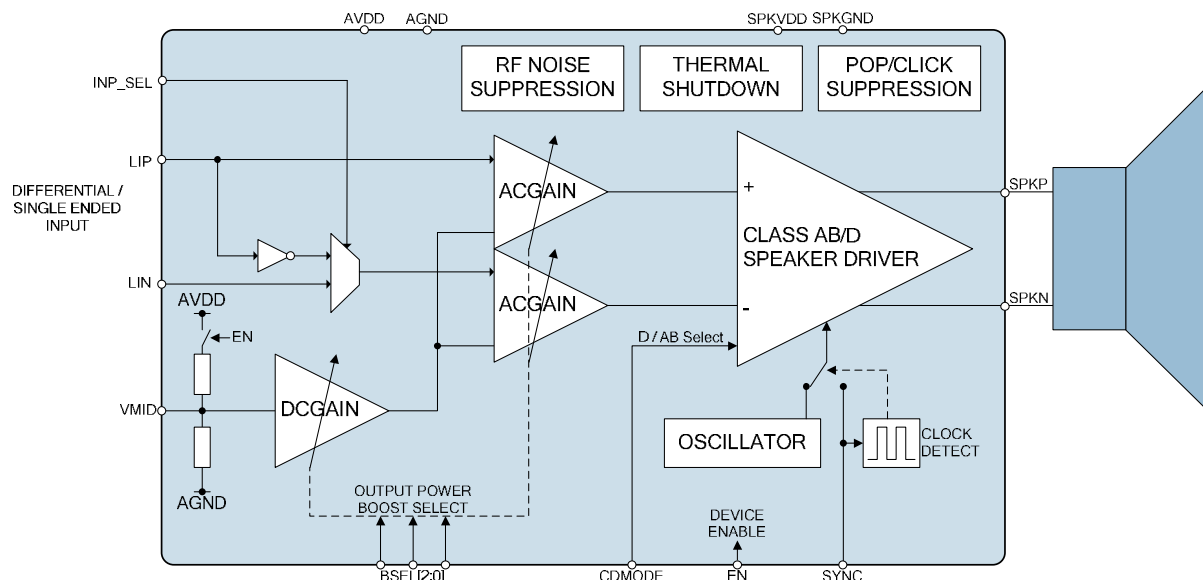 AVDD
AGND
SPKVDD
SPKGND
RF NOISE
SUPPRESSION
THERMAL
SHUTDOWN
POP/CLICK
SUPPRESSION
INP_SEL
LIP
DIFFERENTIAL /
SINGLE ENDED
INPUT
LIN
ACGAIN
ACGAIN
+
CLASS AB/D
SPEAKER DRIVER
-
D / AB Select
SPKP
SPKN
AVDD
EN
VMID
DCGAIN
AGND
OSCILLATOR
CLOCK
DETECT
OUTPUT POWER
BOOST SELECT
DEVICE
ENABLE
BSEL[2:0]
CDMODE
EN
SYNC